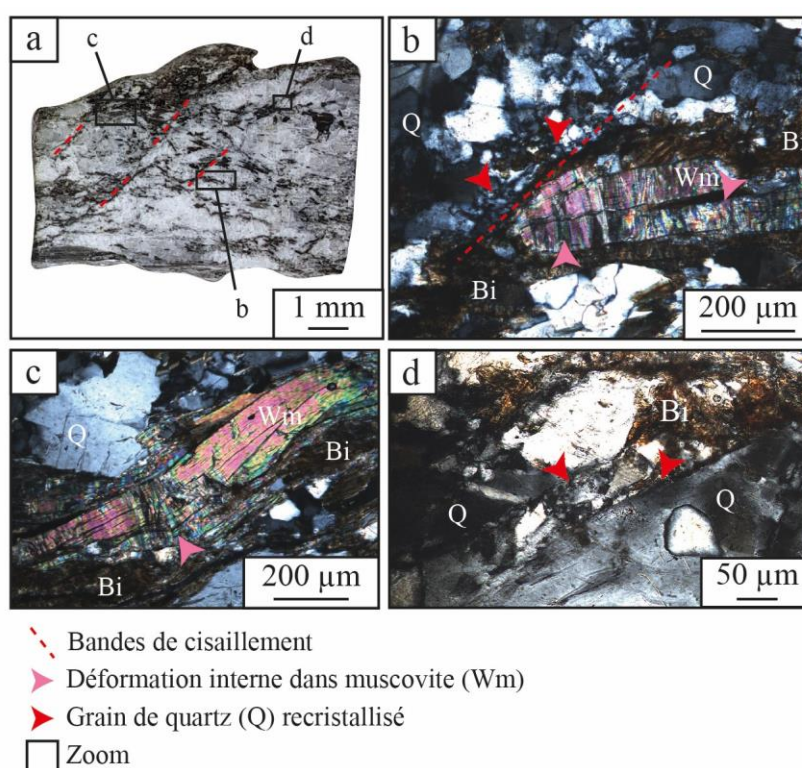 a
c
d
b
1 mm
b
Q
Q
Bi
Wm
Bi
200 µm
c
Q
Wm
Bi
Bi
200 µm
d
Bi
Q
Q
50 µm
Bandes de cisaillement
Déformation interne dans muscovite (Wm)
Grain de quartz (Q) recristallisé
Zoom